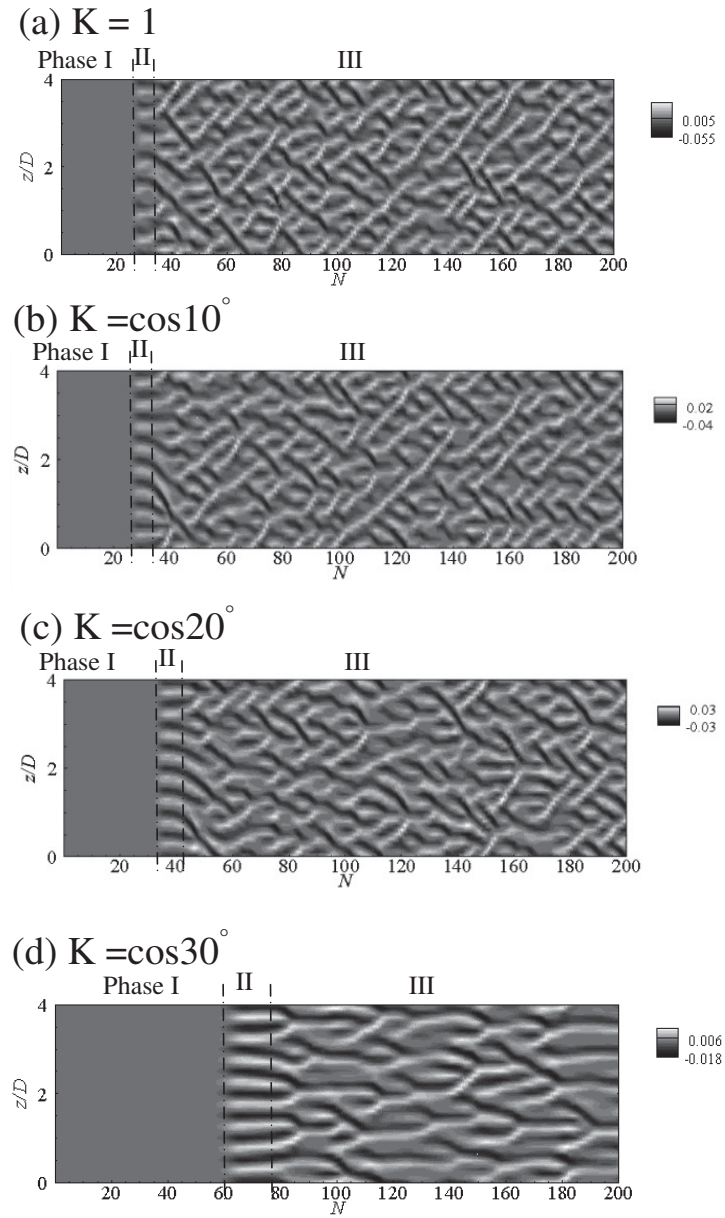 (a) K = 1
Phase I II III
4
2
0
z/D
20 40 60 80 100 120 140 160 180 200
N
0.005
-0.055
(b) K =cos10°
Phase I II III
4
2
0
z/D
20 40 60 80 100 120 140 160 180 200
N
0.02
-0.04
(c) K =cos20°
Phase I II III
4
2
0
z/D
20 40 60 80 100 120 140 160 180 200
N
0.03
-0.03
(d) K =cos30°
Phase I II III
4
2
0
z/D
20 40 60 80 100 120 140 160 180 200
N
0.006
-0.018